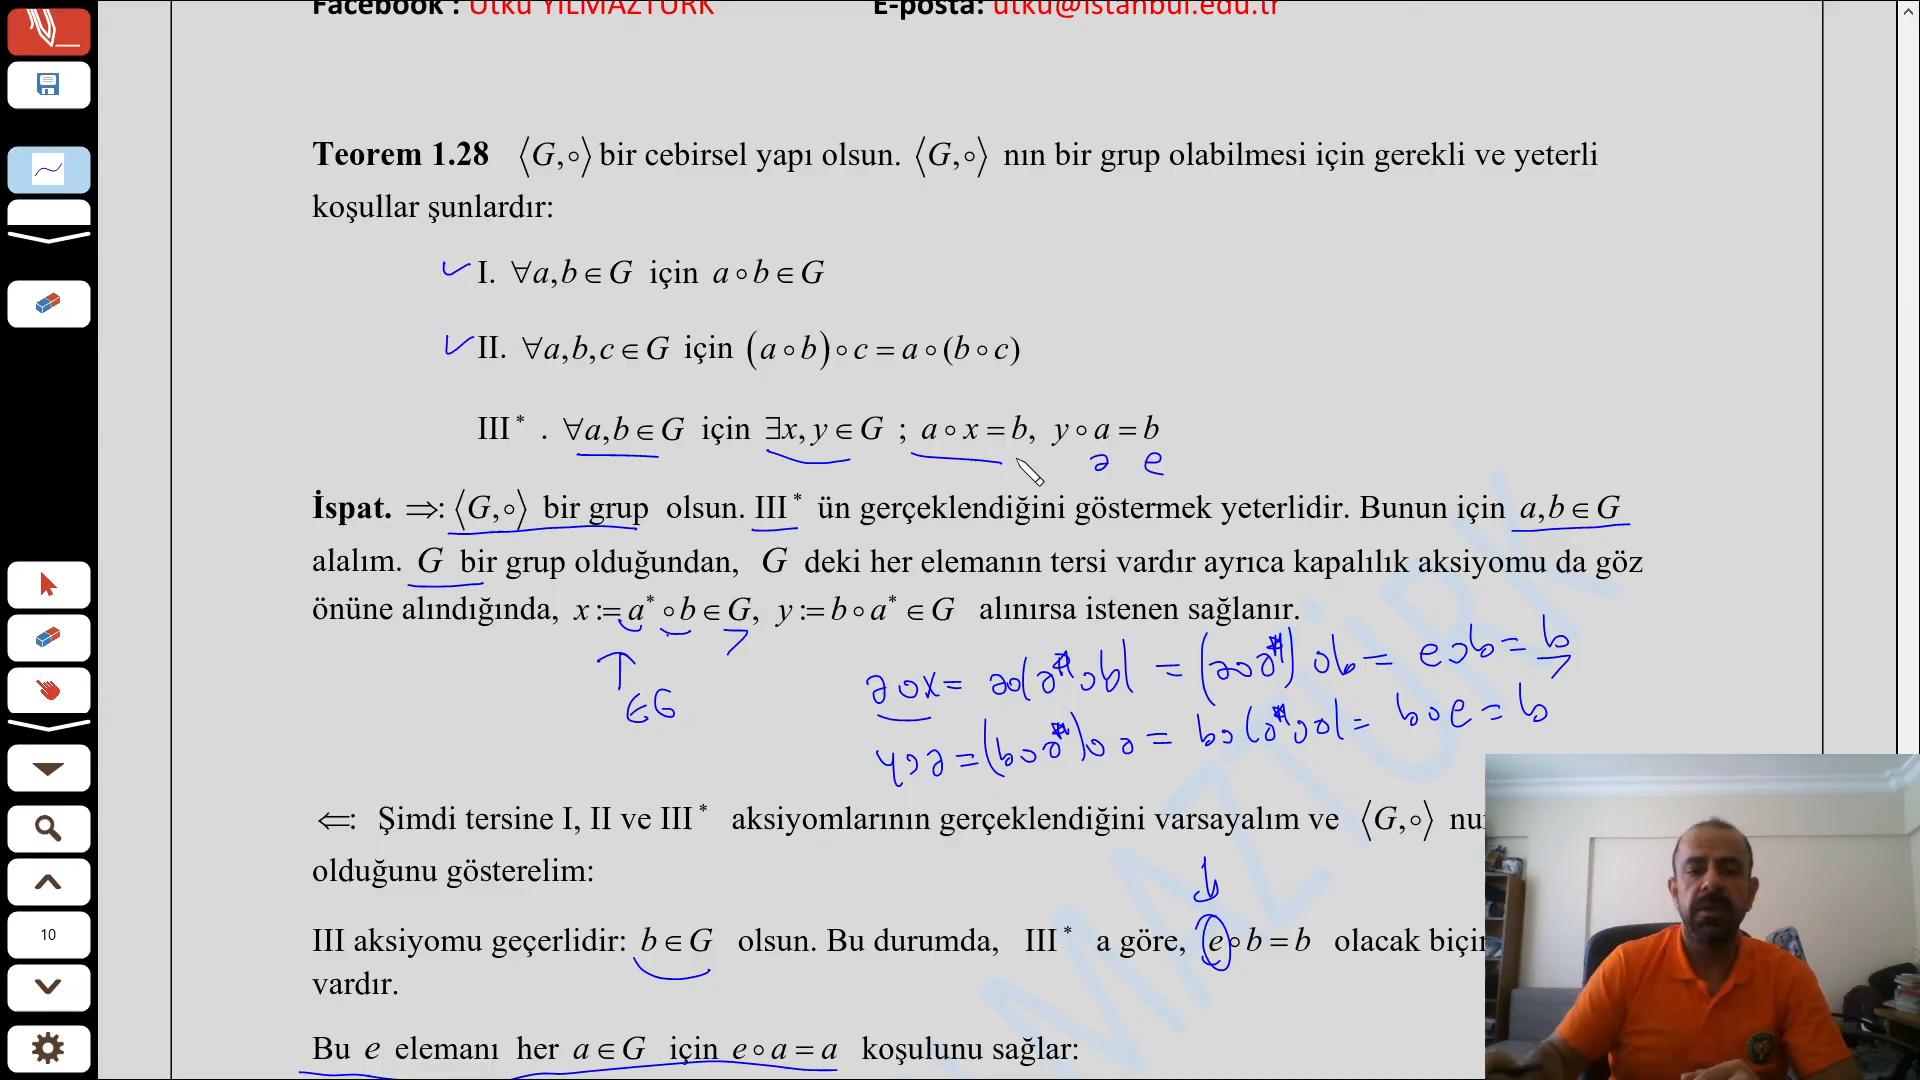 Facebook : Utku YILMAZTÜRK E-posta: utku@istanbul.edu.tr
Teorem 1.28 ⟨G,∘⟩ bir cebirsel yapı olsun. ⟨G,∘⟩ nın bir grup olabilmesi için gerekli ve yeterli
koşullar şunlardır:
I. ∀a,b∈G için a∘b∈G
II. ∀a,b,c∈G için (a∘b)∘c=a∘(b∘c)
III* . ∀a,b∈G için ∃x,y∈G ; a∘x=b, y∘a=b
a e
İspat. ⇒: ⟨G,∘⟩ bir grup olsun. III* ün gerçeklendiğini göstermek yeterlidir. Bunun için a,b∈G
alalım. G bir grup olduğundan, G deki her elemanın tersi vardır ayrıca kapalılık aksiyomu da göz
önüne alındığında, x:=a*∘b∈G, y:=b∘a*∈G alınırsa istenen sağlanır.
a∘x= a∘(a*∘b) = (a∘a*)∘b= e∘b= b
∈G
y∘a=(b∘a*)∘a = b∘(a*∘a)= b∘e= b
⇐: Şimdi tersine I, II ve III* aksiyomlarının gerçeklendiğini varsayalım ve ⟨G,∘⟩
olduğunu gösterelim:
III aksiyomu geçerlidir: b∈G olsun. Bu durumda, III* a göre, e∘b=b olacak
vardır.
Bu e elemanı her a∈G için e∘a=a koşulunu sağlar:
10
YILMAZTÜRK